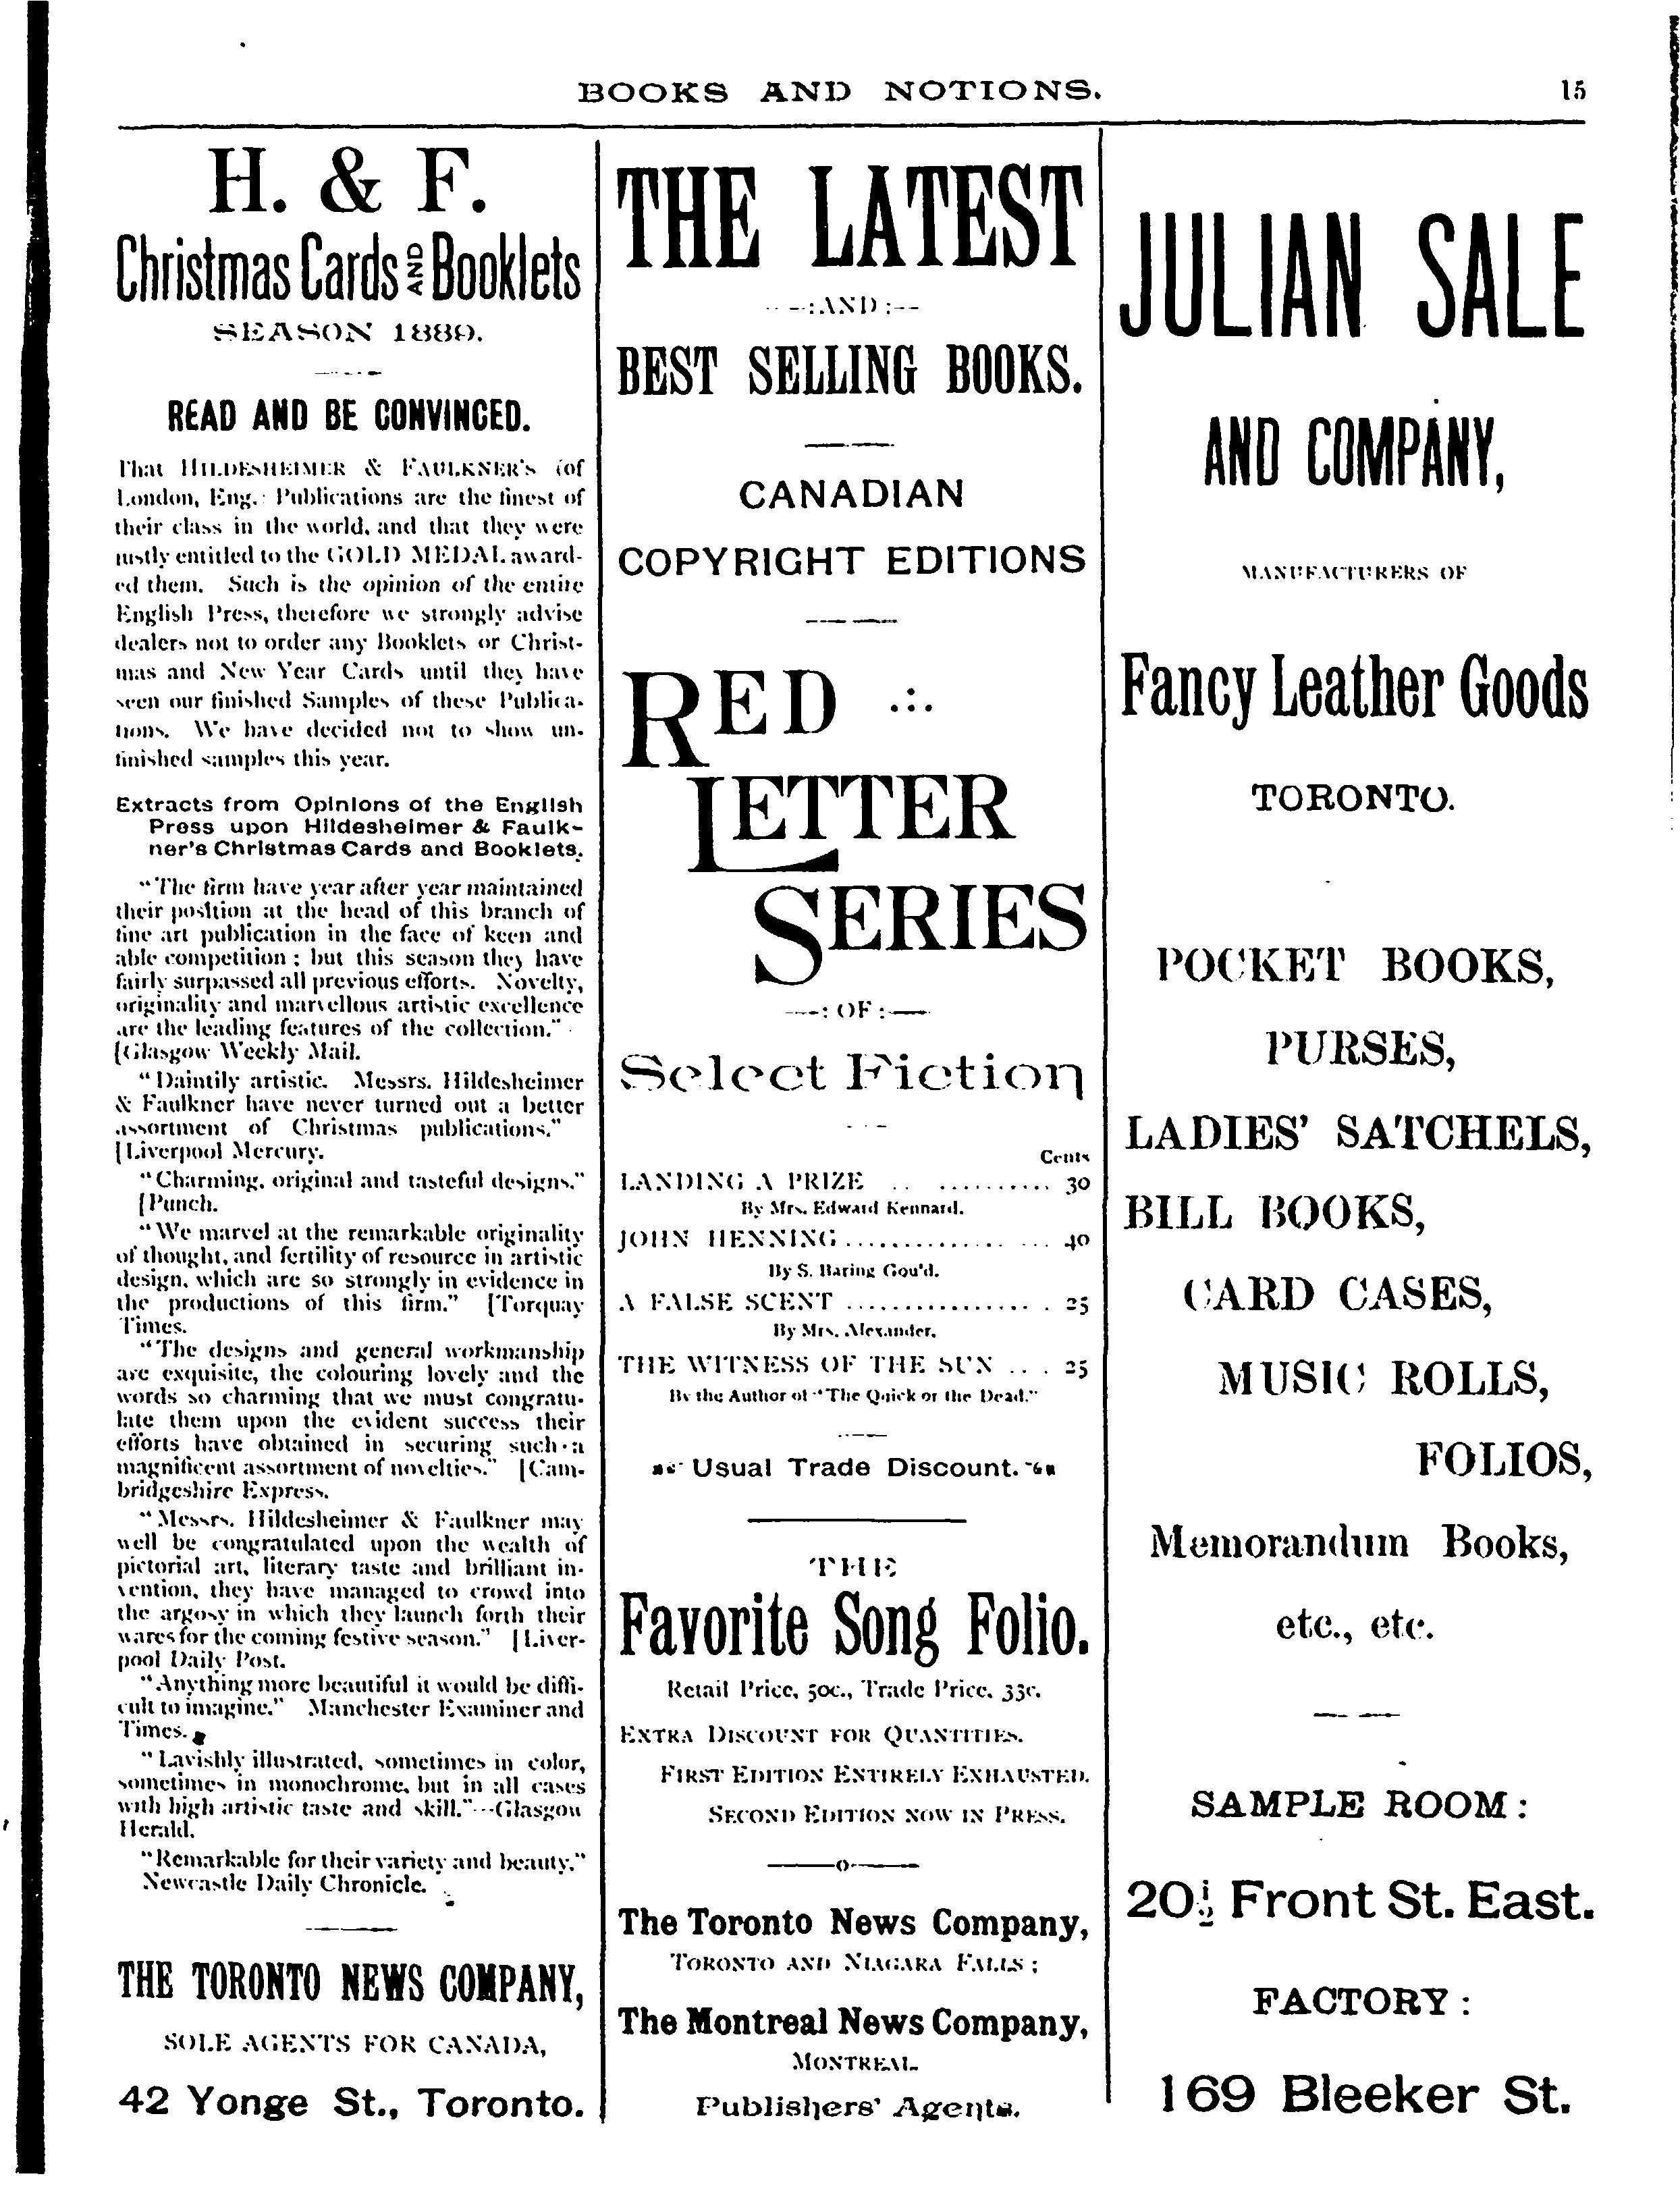 BOOKS AND NOTIONS.
15
H. & F.
Christmas Cards AND Booklets
SEASON 1889.
READ AND BE CONVINCED.
That HILDESHEIMER & FAULKNER'S (of
London, Eng. Publications are the finest of
their class in the world, and that they were
justly entitled to the GOLD MEDAL award-
ed them. Such is the opinion of the entire
English Press, therefore we strongly advise
dealers not to order any Booklets or Christ-
mas and New Year Cards until they have
seen our finished Samples of these Publica-
tions. We have decided not to show un-
finished samples this year.
Extracts from Opinions of the English
Press upon Hildesheimer & Faulk-
ner's Christmas Cards and Booklets.
"The firm have year after year maintained
their position at the head of this branch of
fine art publication in the face of keen and
able competition ; but this season they have
fairly surpassed all previous efforts. Novelty,
originality and marvellous artistic excellence
are the leading features of the collection."
[Glasgow Weekly Mail.
"Daintily artistic. Messrs. Hildesheimer
& Faulkner have never turned out a better
assortment of Christmas publications."
[Liverpool Mercury.
"Charming, original and tasteful designs."
[Punch.
"We marvel at the remarkable originality
of thought, and fertility of resource in artistic
design, which are so strongly in evidence in
the productions of this firm." [Torquay
Times.
"The designs and general workmanship
are exquisite, the colouring lovely and the
words so charming that we must congratu-
late them upon the evident success their
efforts have obtained in securing such a
magnificent assortment of novelties." [Cam-
bridgeshire Express.
"Messrs. Hildesheimer & Faulkner may
well be congratulated upon the wealth of
pictorial art, literary taste and brilliant in-
vention, they have managed to crowd into
the argosy in which they launch forth their
wares for the coming festive season." [Liver-
pool Daily Post.
"Anything more beautiful it would be diffi-
cult to imagine." Manchester Examiner and
Times.
"Lavishly illustrated, sometimes in color,
sometimes in monochrome, but in all cases
with high artistic taste and skill."--Glasgow
Herald.
"Remarkable for their variety and beauty."
Newcastle Daily Chronicle.
THE TORONTO NEWS COMPANY,
SOLE AGENTS FOR CANADA,
42 Yonge St., Toronto.
THE LATEST
--:AND:--
BEST SELLING BOOKS.
CANADIAN
COPYRIGHT EDITIONS
RED
LETTER
SERIES
—:OF:—
Select Fiction
Cents
LANDING A PRIZE .. .......... 30
By Mrs. Edward Kennard.
JOHN HENNING.................. 40
By S. Baring Gou'd.
A FALSE SCENT .................. 25
By Mrs. Alexander.
THE WITNESS OF THE SUN ... . 25
By the Author of "The Quick or the Dead."
Usual Trade Discount.
THE
Favorite Song Folio.
Retail Price, 50c., Trade Price, 33c.
EXTRA DISCOUNT FOR QUANTITIES.
FIRST EDITION ENTIRELY EXHAUSTED.
SECOND EDITION NOW IN PRESS.
——o——
The Toronto News Company,
TORONTO AND NIAGARA FALLS ;
The Montreal News Company,
MONTREAL.
Publishers' Agents.
JULIAN SALE
AND COMPANY,
MANUFACTURERS OF
Fancy Leather Goods
TORONTO.
POCKET BOOKS,
PURSES,
LADIES' SATCHELS,
BILL BOOKS,
CARD CASES,
MUSIC ROLLS,
FOLIOS,
Memorandum Books,
etc., etc.
SAMPLE ROOM :
20½ Front St. East.
FACTORY :
169 Bleeker St.